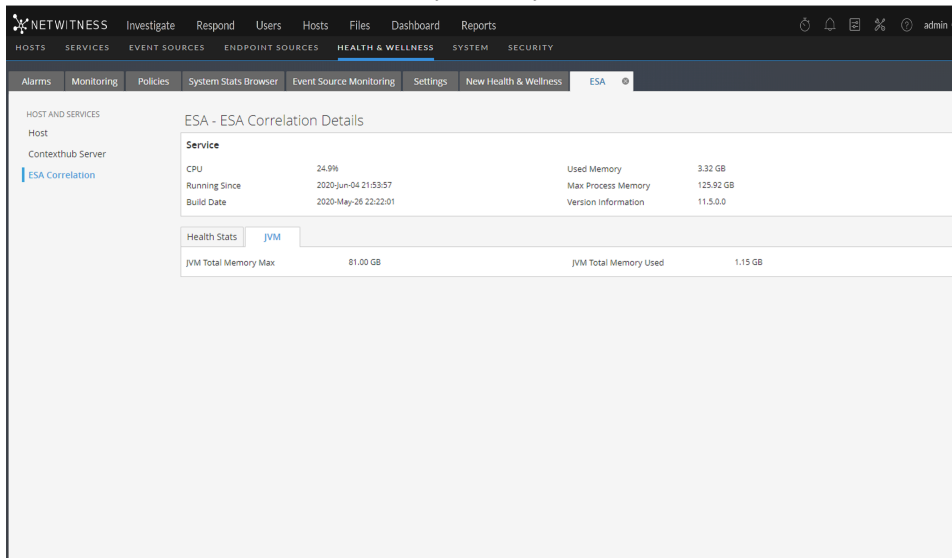 NETWITNESS Investigate Respond Users Hosts Files Dashboard Reports admin
HOSTS SERVICES EVENT SOURCES ENDPOINT SOURCES HEALTH & WELLNESS SYSTEM SECURITY
Alarms Monitoring Policies System Stats Browser Event Source Monitoring Settings New Health & Wellness ESA
HOST AND SERVICES
Host
Contexthub Server
ESA Correlation
ESA - ESA Correlation Details
Service
CPU 24.9% Used Memory 3.32 GB
Running Since 2020-Jun-04 21:53:57 Max Process Memory 125.92 GB
Build Date 2020-May-26 22:22:01 Version Information 11.5.0.0
Health Stats JVM
JVM Total Memory Max 81.00 GB JVM Total Memory Used 1.15 GB